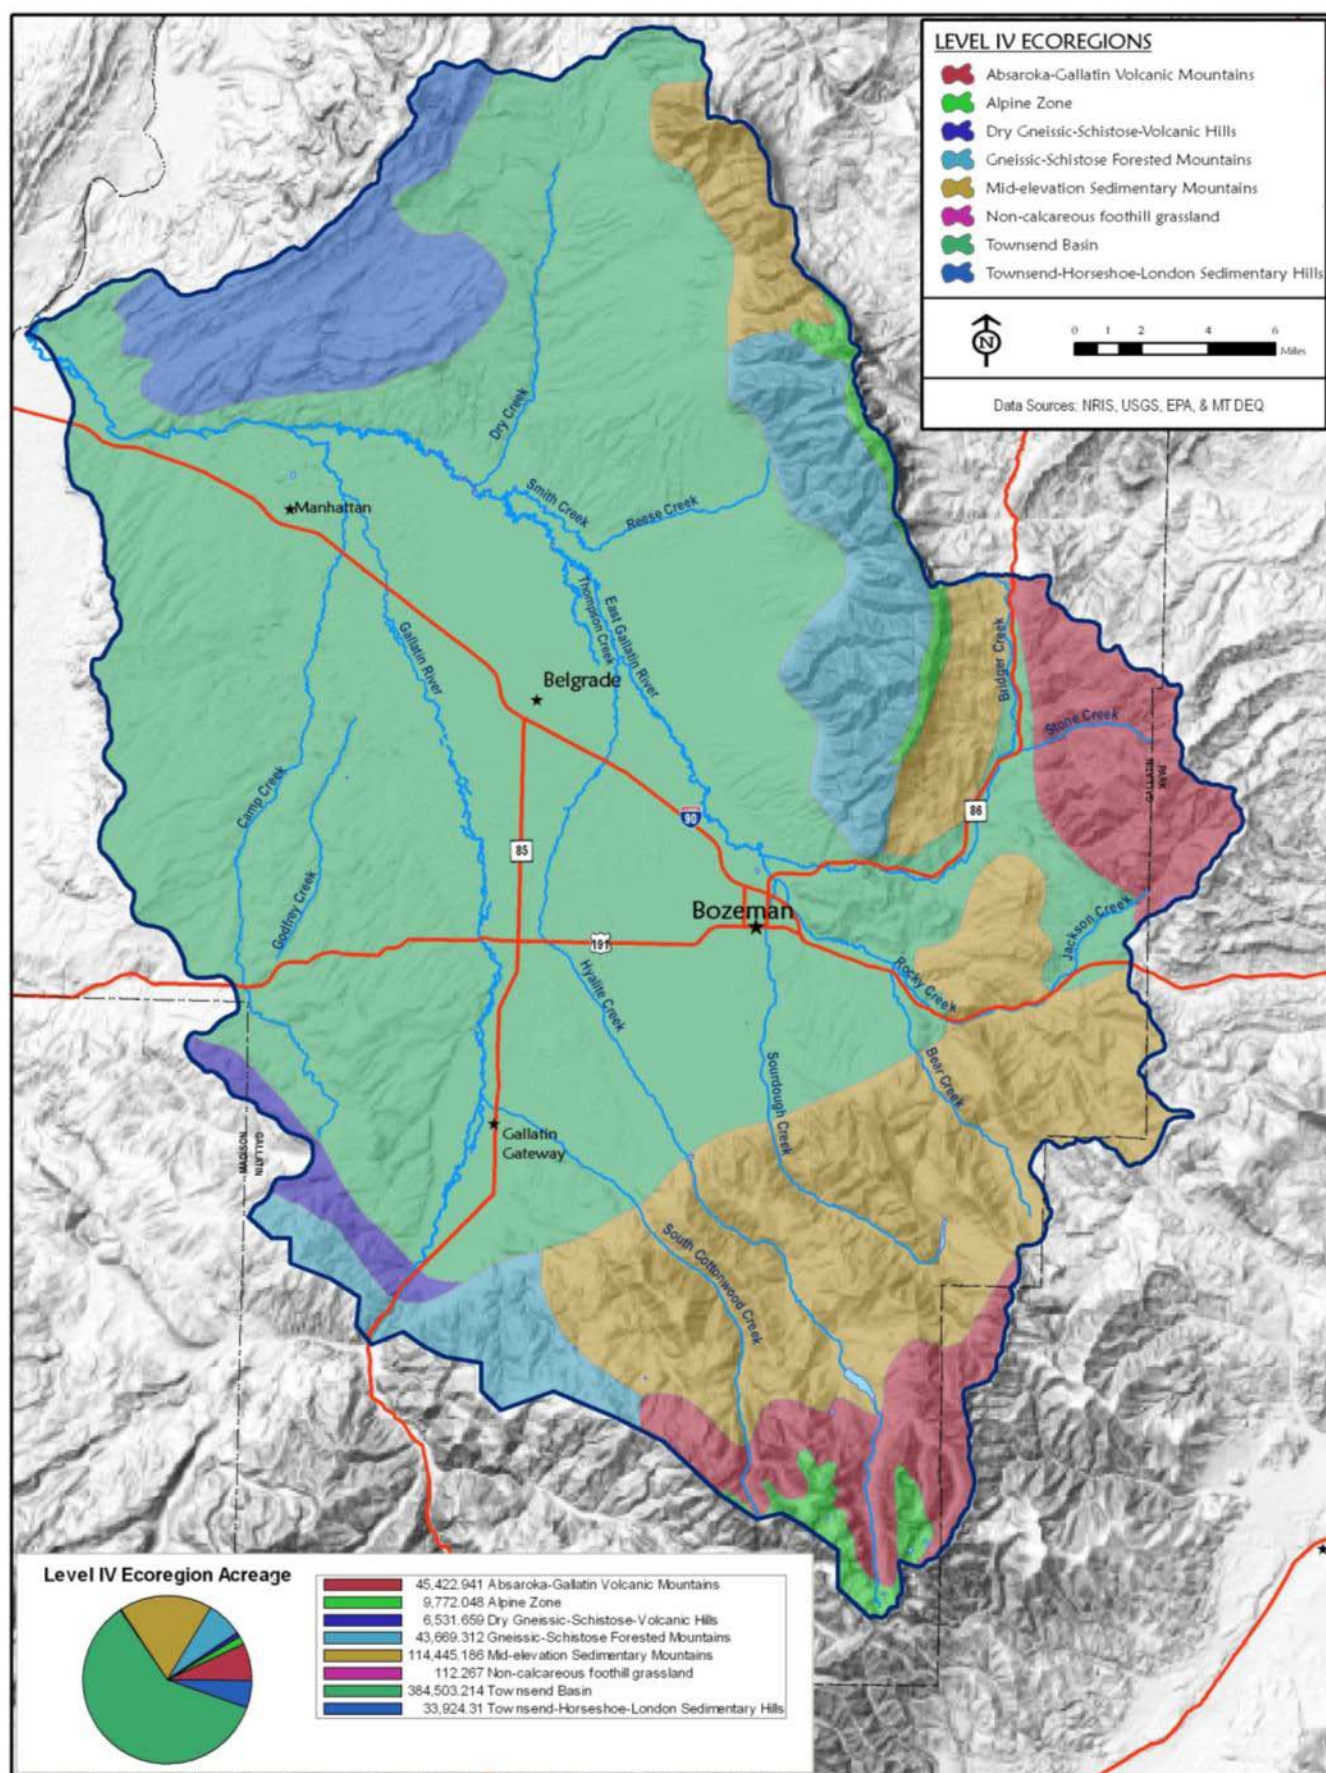 LEVEL IV ECOREGIONS
Absaroka-Gallatin Volcanic Mountains
Alpine Zone
Dry Gneissic-Schistose-Volcanic Hills
Gneissic-Schistose Forested Mountains
Mid-elevation Sedimentary Mountains
Non-calcareous foothill grassland
Townsend Basin
Townsend-Horseshoe-London Sedimentary Hills
N
0 1 2 4 6
Miles
Data Sources: NRIS, USGS, EPA, & MT DEQ
Dry Creek
Smith Creek
Reese Creek
Manhattan
Thompson Creek
East Gallatin River
Gallatin River
Belgrade
Bridger Creek
Stone Creek
GALLATIN
PARK
Camp Creek
90
86
85
Godfrey Creek
Bozeman
Jackson Creek
191
Rocky Creek
Hyalite Creek
Bear Creek
Sourdough Creek
MADISON
GALLATIN
Gallatin
Gateway
South Cottonwood Creek
Level IV Ecoregion Acreage
45,422.941 Absaroka-Gallatin Volcanic Mountains
9,772.048 Alpine Zone
6,531.659 Dry Gneissic-Schistose-Volcanic Hills
43,669.312 Gneissic-Schistose Forested Mountains
114,445.186 Mid-elevation Sedimentary Mountains
112.267 Non-calcareous foothill grassland
384,503.214 Townsend Basin
33,924.31 Townsend-Horseshoe-London Sedimentary Hills